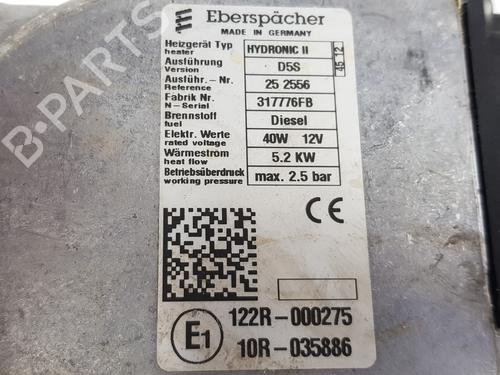 Eberspächer
MADE IN GERMANY
Heizgerät Typ HYDRONIC II
heater
Ausführung D5S
Version
45 12
Ausführ.- Nr. 25 2556
Reference
Fabrik Nr. 317776FB
N-Serial
Brennstoff Diesel
fuel
Elektr. Werte 40W 12V
rated voltage
Wärmestrom 5.2 KW
heat flow
Betriebsüberdruck max. 2.5 bar
working pressure
CE
E1
122R-000275
10R-035886
B-PARTS